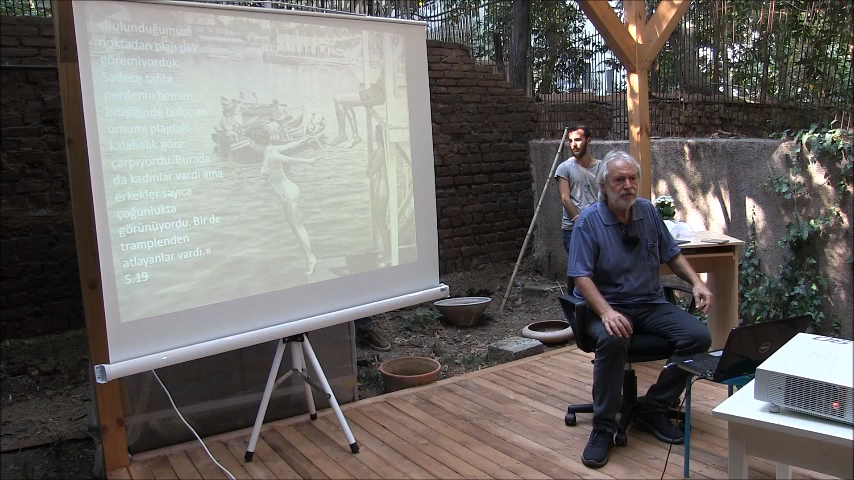 «Bulunduğumuz
noktadan plaj pek
göremiyorduk.
Sadece tahta
perdenin hemen
bitişiğinde bulunan
umumi plajdaki
kalabalık göze
çarpıyordu. Burada
da kadınlar vardı ama
erkekler sayıca
çoğunlukta
görünüyordu. Bir de
tramplenden
atlayanlar vardı.»
S.19